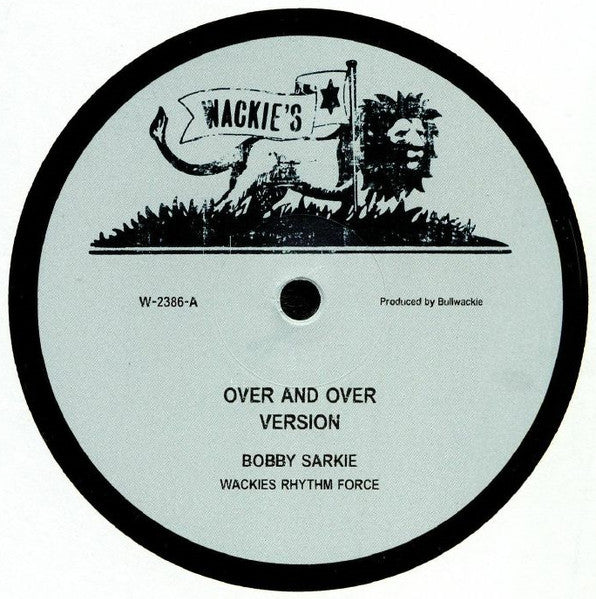 WACKIE'S
W-2386-A
Produced by Bullwackie
OVER AND OVER
VERSION
BOBBY SARKIE
WACKIES RHYTHM FORCE